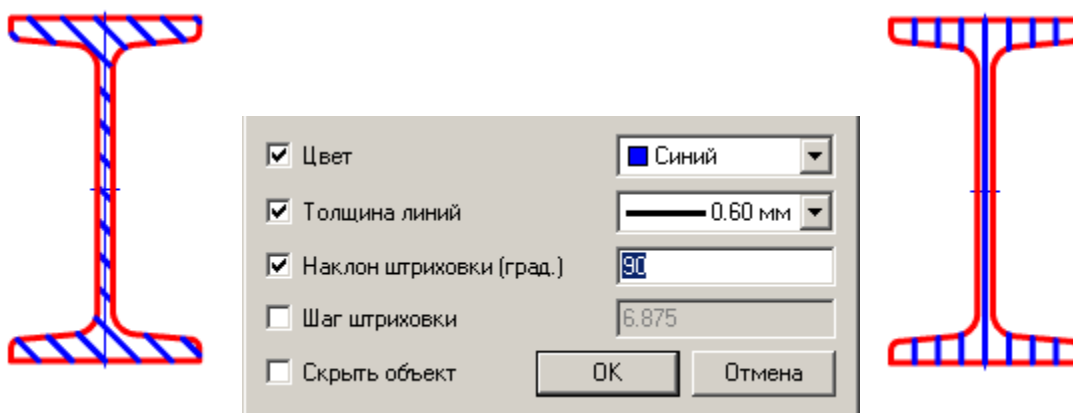 Цвет Синий
Толщина линий 0.60 мм
Наклон штриховки (град.) 90
Шаг штриховки 6.875
Скрыть объект OK Отмена